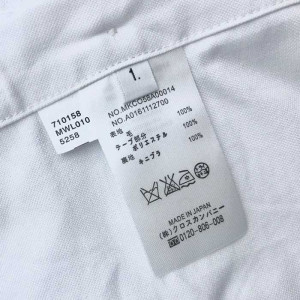 1.
710158
MWL010
5258
NO.MKCO58A00014
NO.A0161112700
表地 毛 100%
テープ部分
ポリエステル 100%
裏地
キュプラ 100%
MADE IN JAPAN
(株)クロスカンパニー
0120-806-008